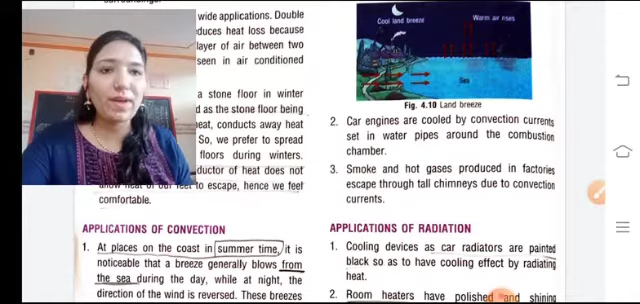 wide applications. Double
duces heat loss because
layer of air between two
seen in air conditioned
a stone floor in winter
d as the stone floor being
heat, conducts away heat
So, we prefer to spread
floors during winters.
ductor of heat does not
to escape, hence we feel
comfortable.
APPLICATIONS OF CONVECTION
1. At places on the coast in summer time, it is
noticeable that a breeze generally blows from
the sea during the day, while at night, the
direction of the wind is reversed. These breezes
Cool land breeze
Warm air rises
Sea
Fig. 4.10 Land breeze
2. Car engines are cooled by convection currents
set in water pipes around the combustion
chamber.
3. Smoke and hot gases produced in factories
escape through tall chimneys due to convection
currents.
APPLICATIONS OF RADIATION
1. Cooling devices as car radiators are painted
black so as to have cooling effect by radiating
heat.
2. Room heaters have polished and shining